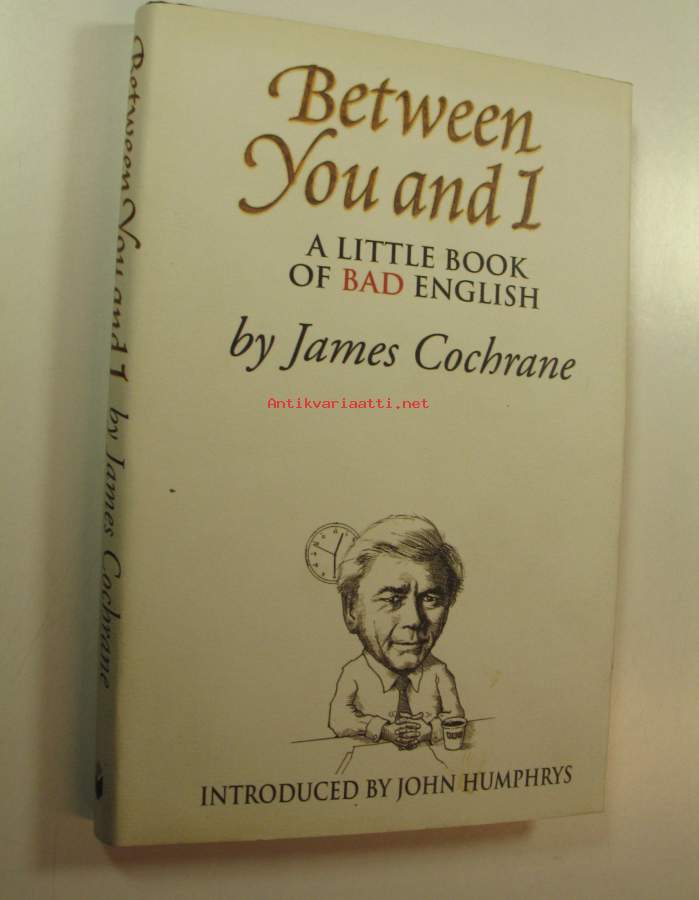 Between
You and I
A LITTLE BOOK
OF BAD ENGLISH
by James Cochrane
Antikvariaatti.net
INTRODUCED BY JOHN HUMPHRYS
Between You and I by James Cochrane